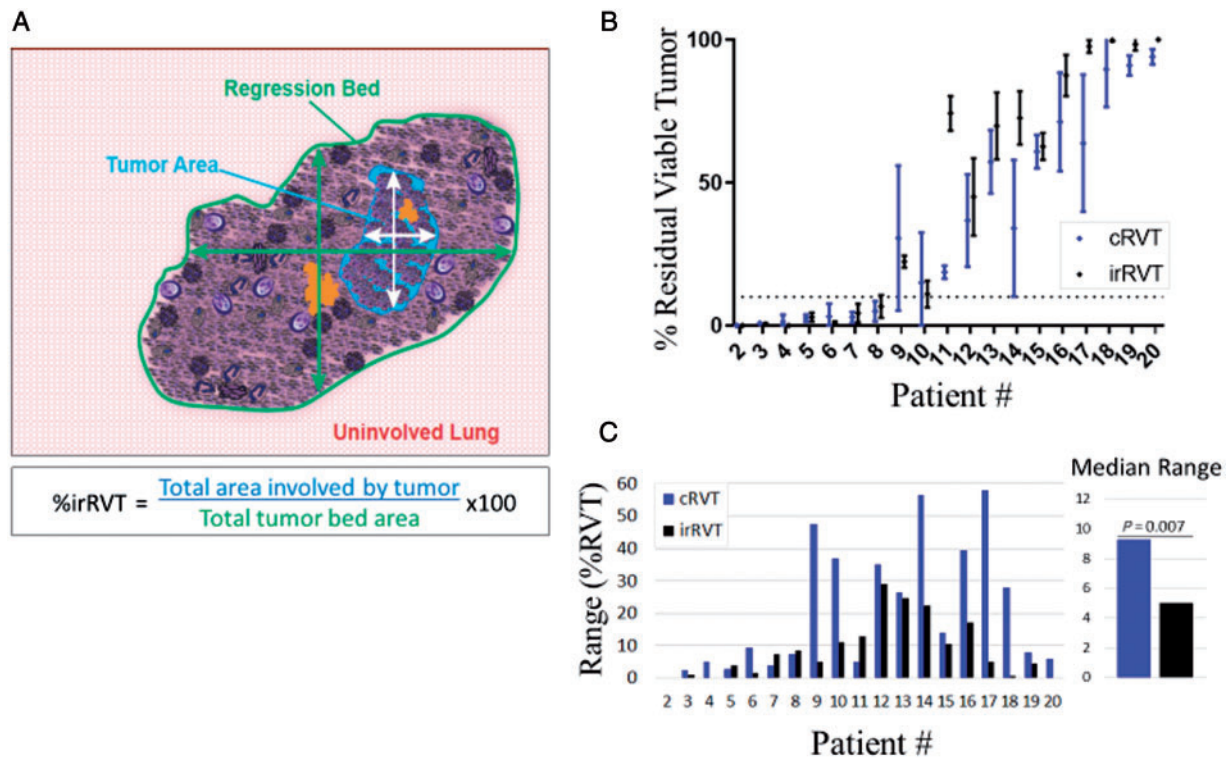 A
Regression Bed
Tumor Area
Uninvolved Lung
%irRVT = Total area involved by tumor x100
Total tumor bed area
B
% Residual Viable Tumor
100
50
0
cRVT
irRVT
2 3 4 5 6 7 8 9 10 11 12 13 14 15 16 17 18 19 20
Patient #
C
Range (%RVT)
60
50
40
30
20
10
0
cRVT
irRVT
2 3 4 5 6 7 8 9 10 11 12 13 14 15 16 17 18 19 20
Patient #
Median Range
12
10
8
6
4
2
0
P = 0.007